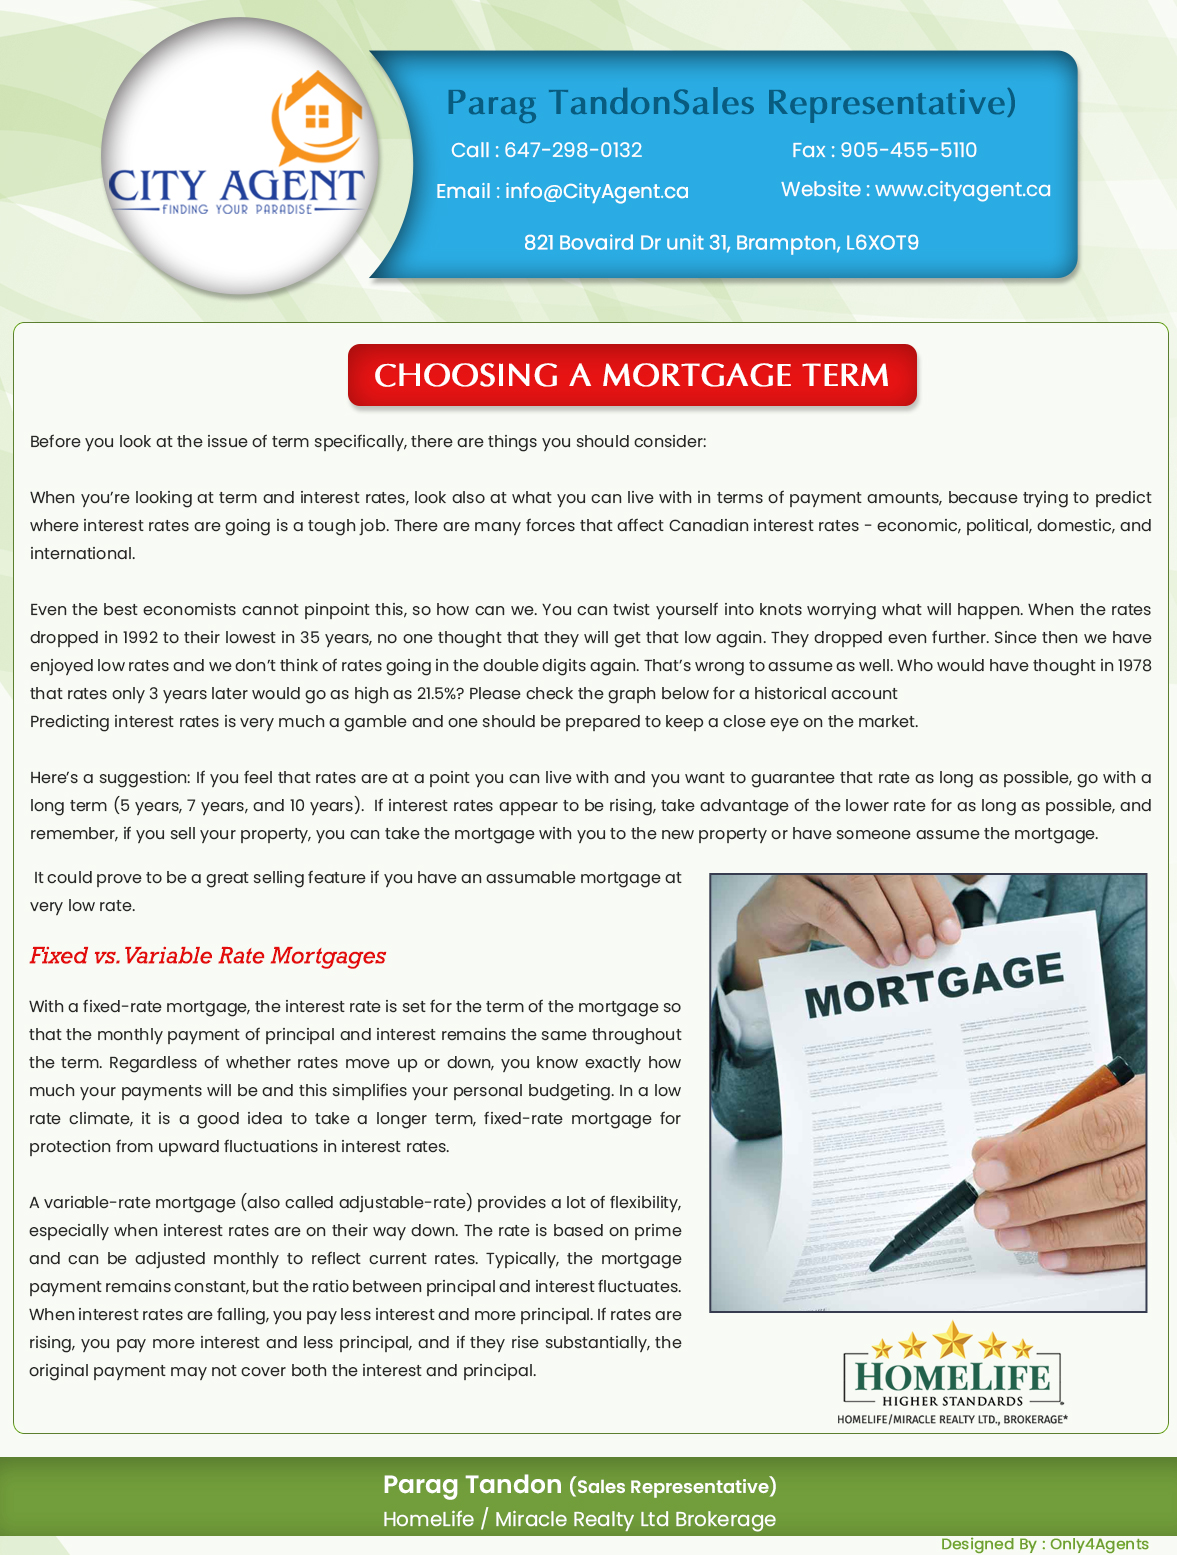 CITY AGENT
FINDING YOUR PARADISE
Parag TandonSales Representative)
Call : 647-298-0132
Fax : 905-455-5110
Email : info@CityAgent.ca
Website : www.cityagent.ca
821 Bovaird Dr unit 31, Brampton, L6XOT9
CHOOSING A MORTGAGE TERM
Before you look at the issue of term specifically, there are things you should consider:
When you’re looking at term and interest rates, look also at what you can live with in terms of payment amounts, because trying to predict
where interest rates are going is a tough job. There are many forces that affect Canadian interest rates - economic, political, domestic, and
international.
Even the best economists cannot pinpoint this, so how can we. You can twist yourself into knots worrying what will happen. When the rates
dropped in 1992 to their lowest in 35 years, no one thought that they will get that low again. They dropped even further. Since then we have
enjoyed low rates and we don’t think of rates going in the double digits again. That’s wrong to assume as well. Who would have thought in 1978
that rates only 3 years later would go as high as 21.5%? Please check the graph below for a historical account
Predicting interest rates is very much a gamble and one should be prepared to keep a close eye on the market.
Here’s a suggestion: If you feel that rates are at a point you can live with and you want to guarantee that rate as long as possible, go with a
long term (5 years, 7 years, and 10 years). If interest rates appear to be rising, take advantage of the lower rate for as long as possible, and
remember, if you sell your property, you can take the mortgage with you to the new property or have someone assume the mortgage.
It could prove to be a great selling feature if you have an assumable mortgage at
very low rate.
Fixed vs. Variable Rate Mortgages
With a fixed-rate mortgage, the interest rate is set for the term of the mortgage so
that the monthly payment of principal and interest remains the same throughout
the term. Regardless of whether rates move up or down, you know exactly how
much your payments will be and this simplifies your personal budgeting. In a low
rate climate, it is a good idea to take a longer term, fixed-rate mortgage for
protection from upward fluctuations in interest rates.
A variable-rate mortgage (also called adjustable-rate) provides a lot of flexibility,
especially when interest rates are on their way down. The rate is based on prime
and can be adjusted monthly to reflect current rates. Typically, the mortgage
payment remains constant, but the ratio between principal and interest fluctuates.
When interest rates are falling, you pay less interest and more principal. If rates are
rising, you pay more interest and less principal, and if they rise substantially, the
original payment may not cover both the interest and principal.
MORTGAGE
HOMELIFE
HIGHER STANDARDS
HOMELIFE/MIRACLE REALTY LTD., BROKERAGE*
Parag Tandon (Sales Representative)
HomeLife / Miracle Realty Ltd Brokerage
Designed By : Only4Agents